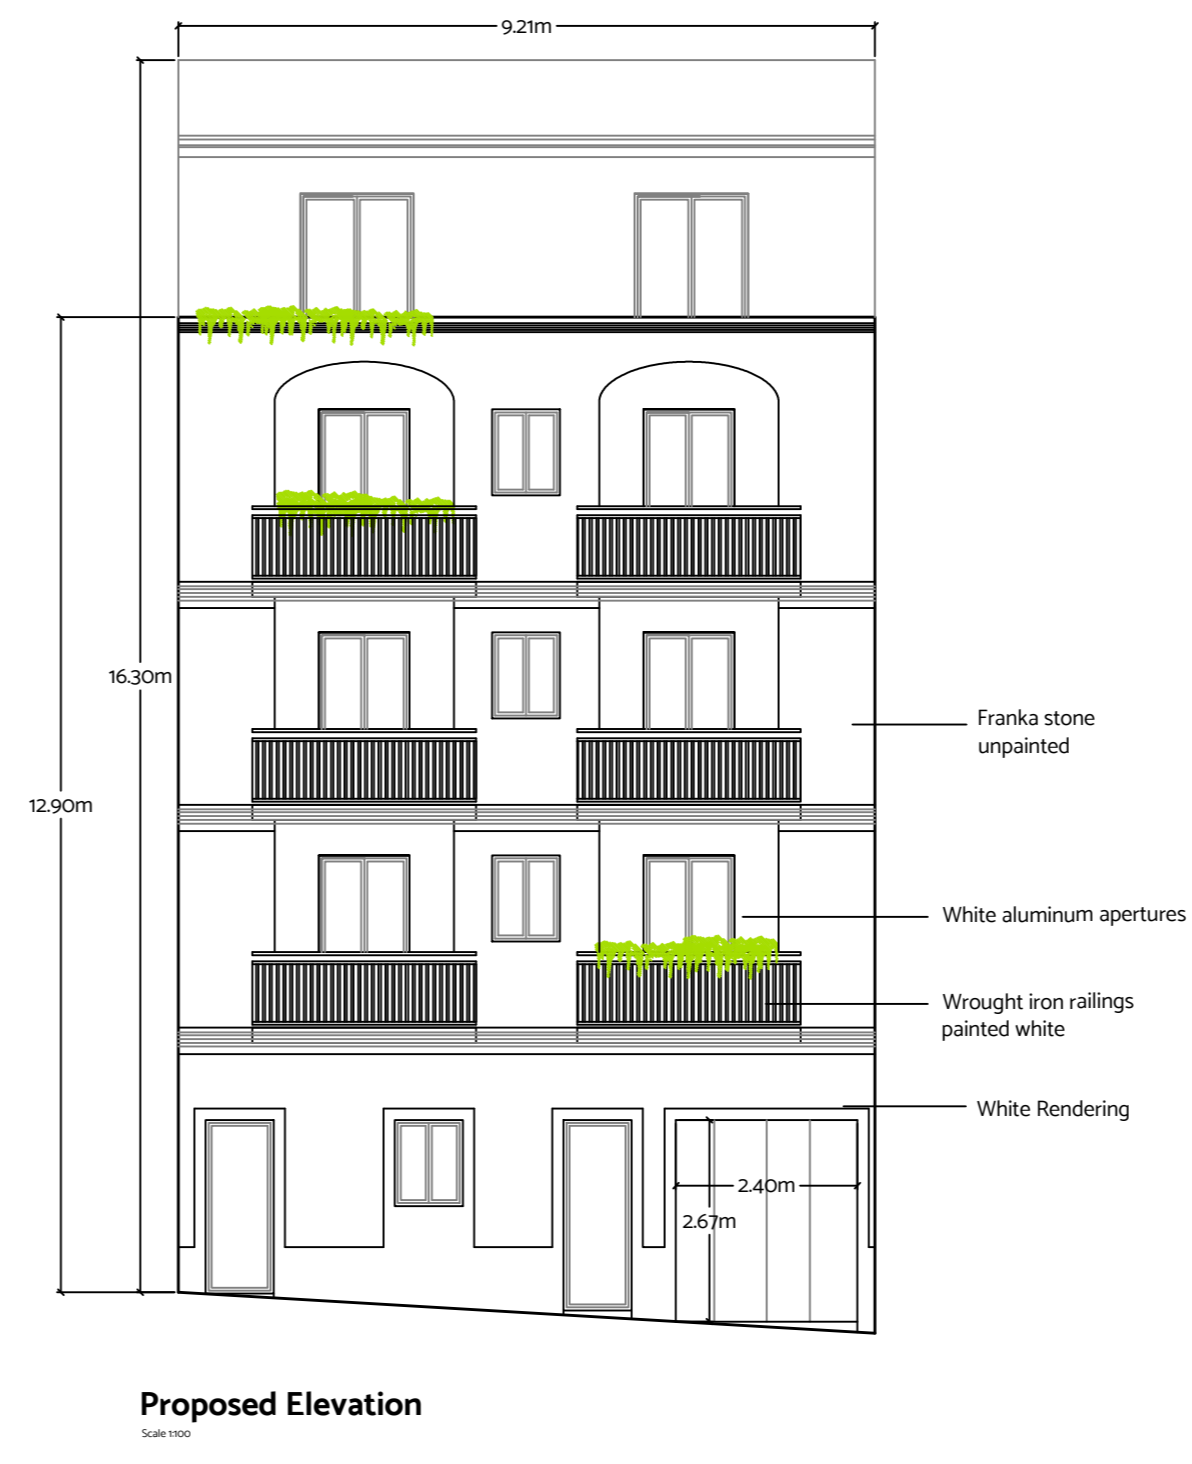 9.21m
16.30m
Franka stone
unpainted
12.90m
White aluminum apertures
Wrought iron railings
painted white
White Rendering
2.40m
2.67m
Proposed Elevation
Scale 1:100